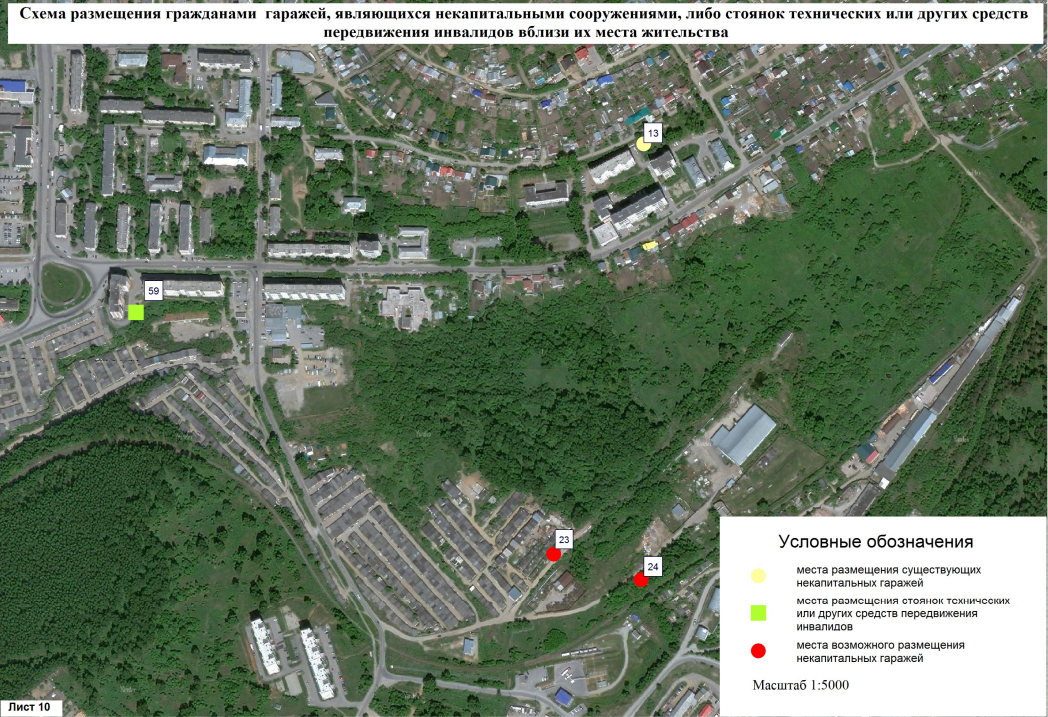 Схема размещения гражданами гаражей, являющихся некапитальными сооружениями, либо стоянок технических или других средств
передвижения инвалидов вблизи их места жительства
13
59
23
24
Условные обозначения
места размещения существующих
некапитальных гаражей
места размещения стоянок технических
или других средств передвижения
инвалидов
места возможного размещения
некапитальных гаражей
Масштаб 1:5000
Лист 10